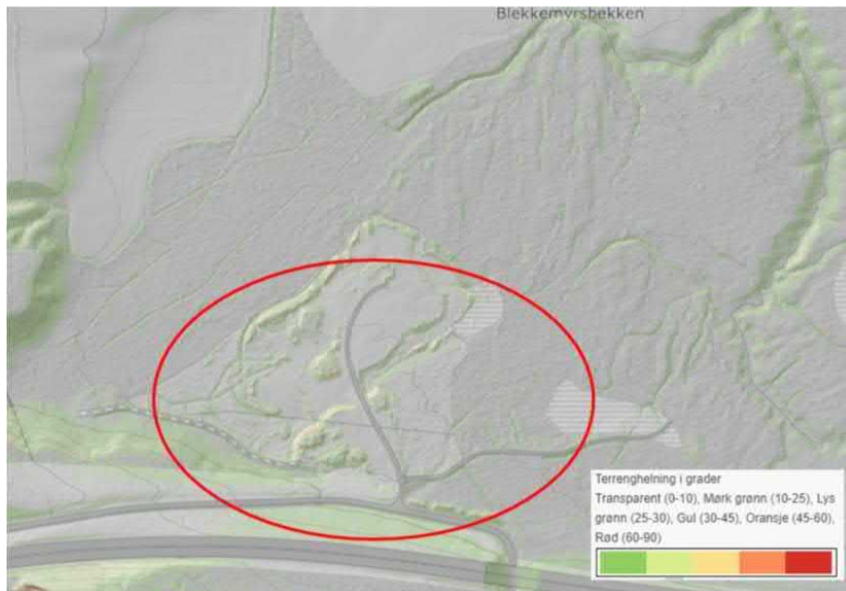 Blekkemyrsbekken
Terrenghelning i grader
Transparent (0-10), Mørk grønn (10-25), Lys
grønn (25-30), Gul (30-45), Oransje (45-60),
Rød (60-90)